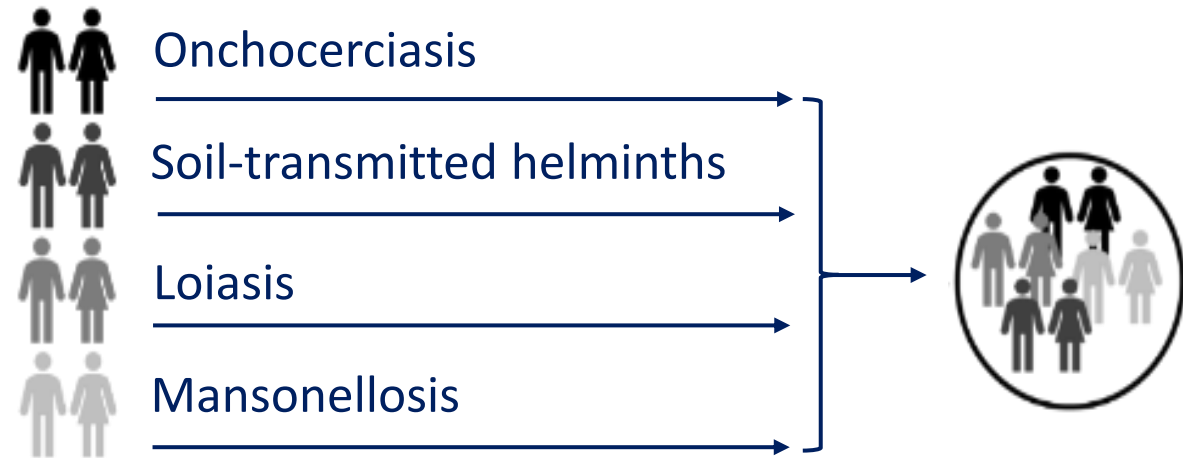 Onchocerciasis
Soil-transmitted helminths
Loiasis
Mansonellosis